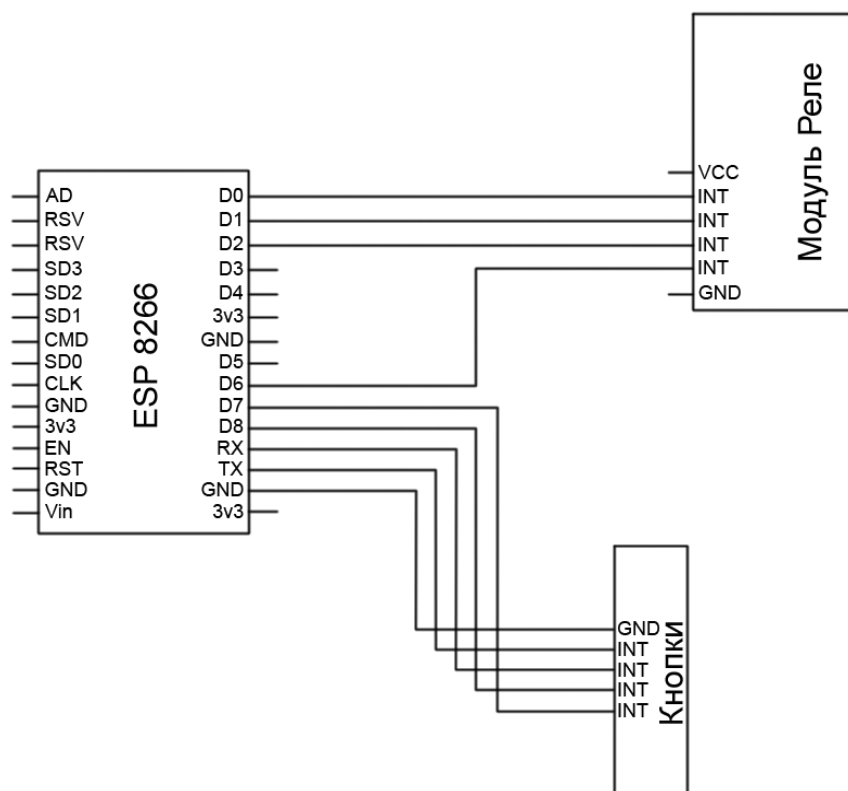 AD
RSV
RSV
SD3
SD2
SD1
CMD
SD0
CLK
GND
3v3
EN
RST
GND
Vin
ESP 8266
D0
D1
D2
D3
D4
3v3
GND
D5
D6
D7
D8
RX
TX
GND
3v3
VCC
INT
INT
INT
INT
GND
Модуль Реле
GND
INT
INT
INT
INT
Кнопки